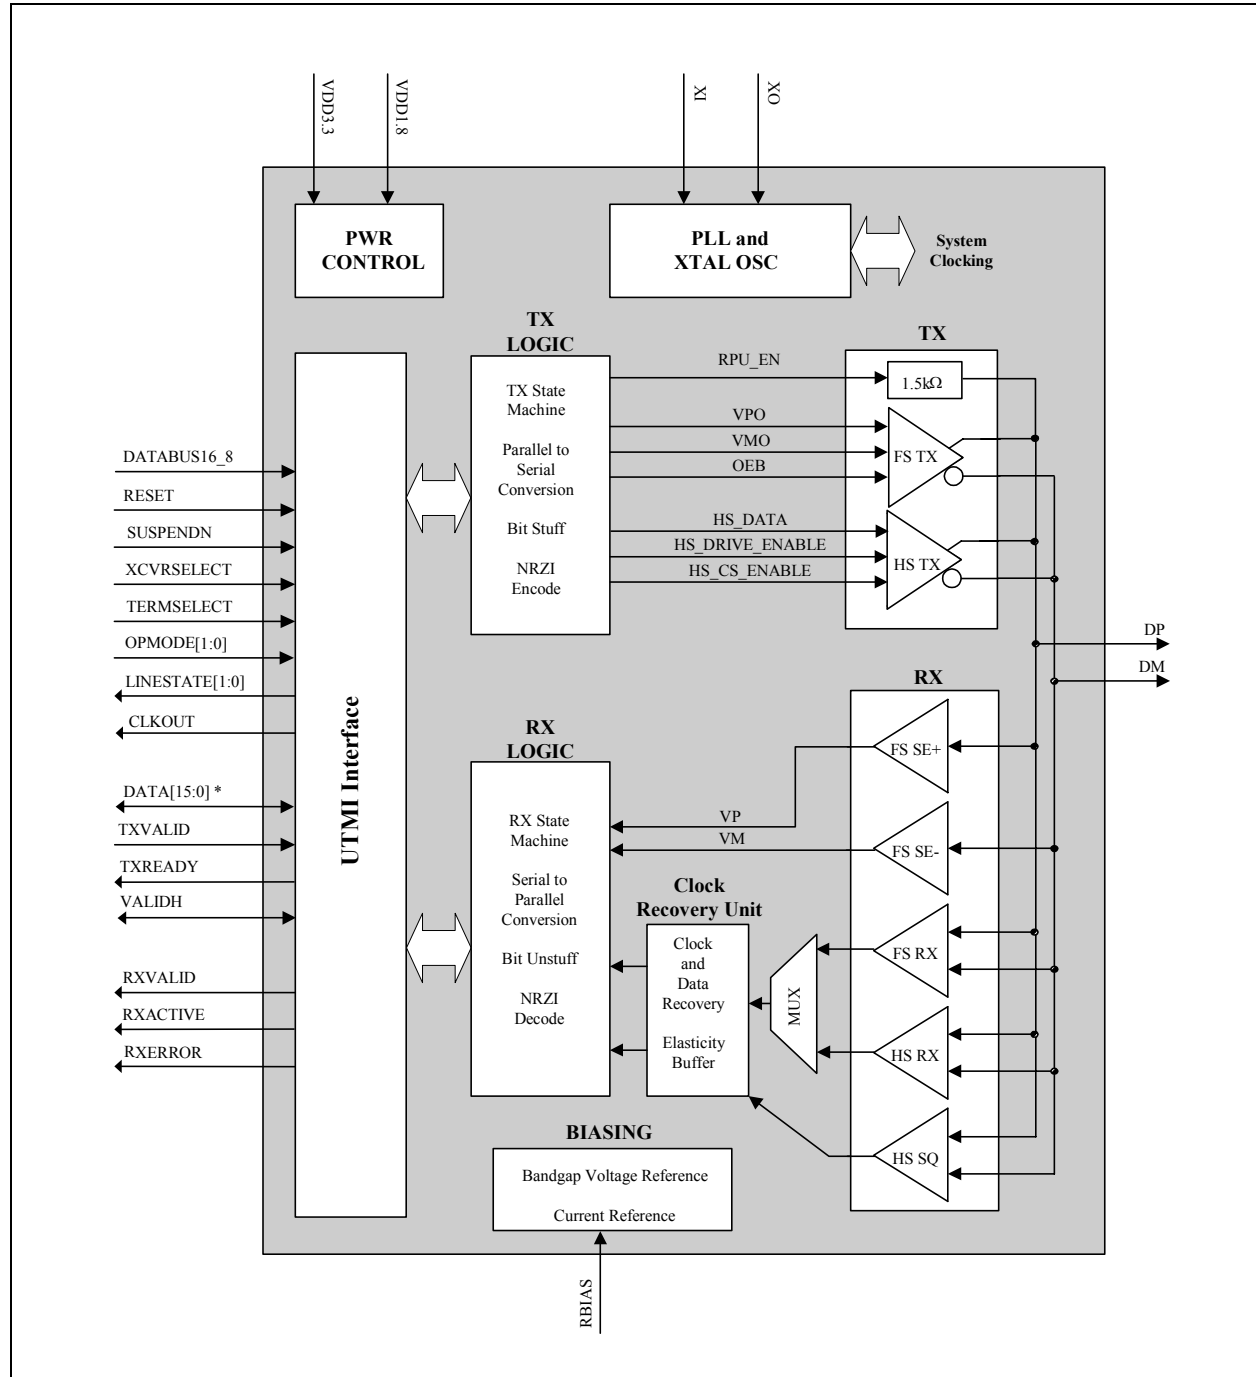 VDD3.3
VDD1.8
XI
XO
PWR
CONTROL
PLL and
XTAL OSC
System
Clocking
TX
LOGIC
TX State
Machine
Parallel to
Serial
Conversion
Bit Stuff
NRZI
Encode
RPU_EN
VPO
VMO
OEB
HS_DATA
HS_DRIVE_ENABLE
HS_CS_ENABLE
TX
1.5kΩ
FS TX
HS TX
DATABUS16_8
RESET
SUSPENDN
XCVRSELECT
TERMSELECT
OPMODE[1:0]
LINESTATE[1:0]
CLKOUT
DATA[15:0] *
TXVALID
TXREADY
VALIDH
RXVALID
RXACTIVE
RXERROR
UTMI Interface
DP
DM
RX
LOGIC
RX State
Machine
Serial to
Parallel
Conversion
Bit Unstuff
NRZI
Decode
VP
VM
Clock
Recovery Unit
Clock
and
Data
Recovery
Elasticity
Buffer
MUX
RX
FS SE+
FS SE-
FS RX
HS RX
HS SQ
BIASING
Bandgap Voltage Reference
Current Reference
RBIAS